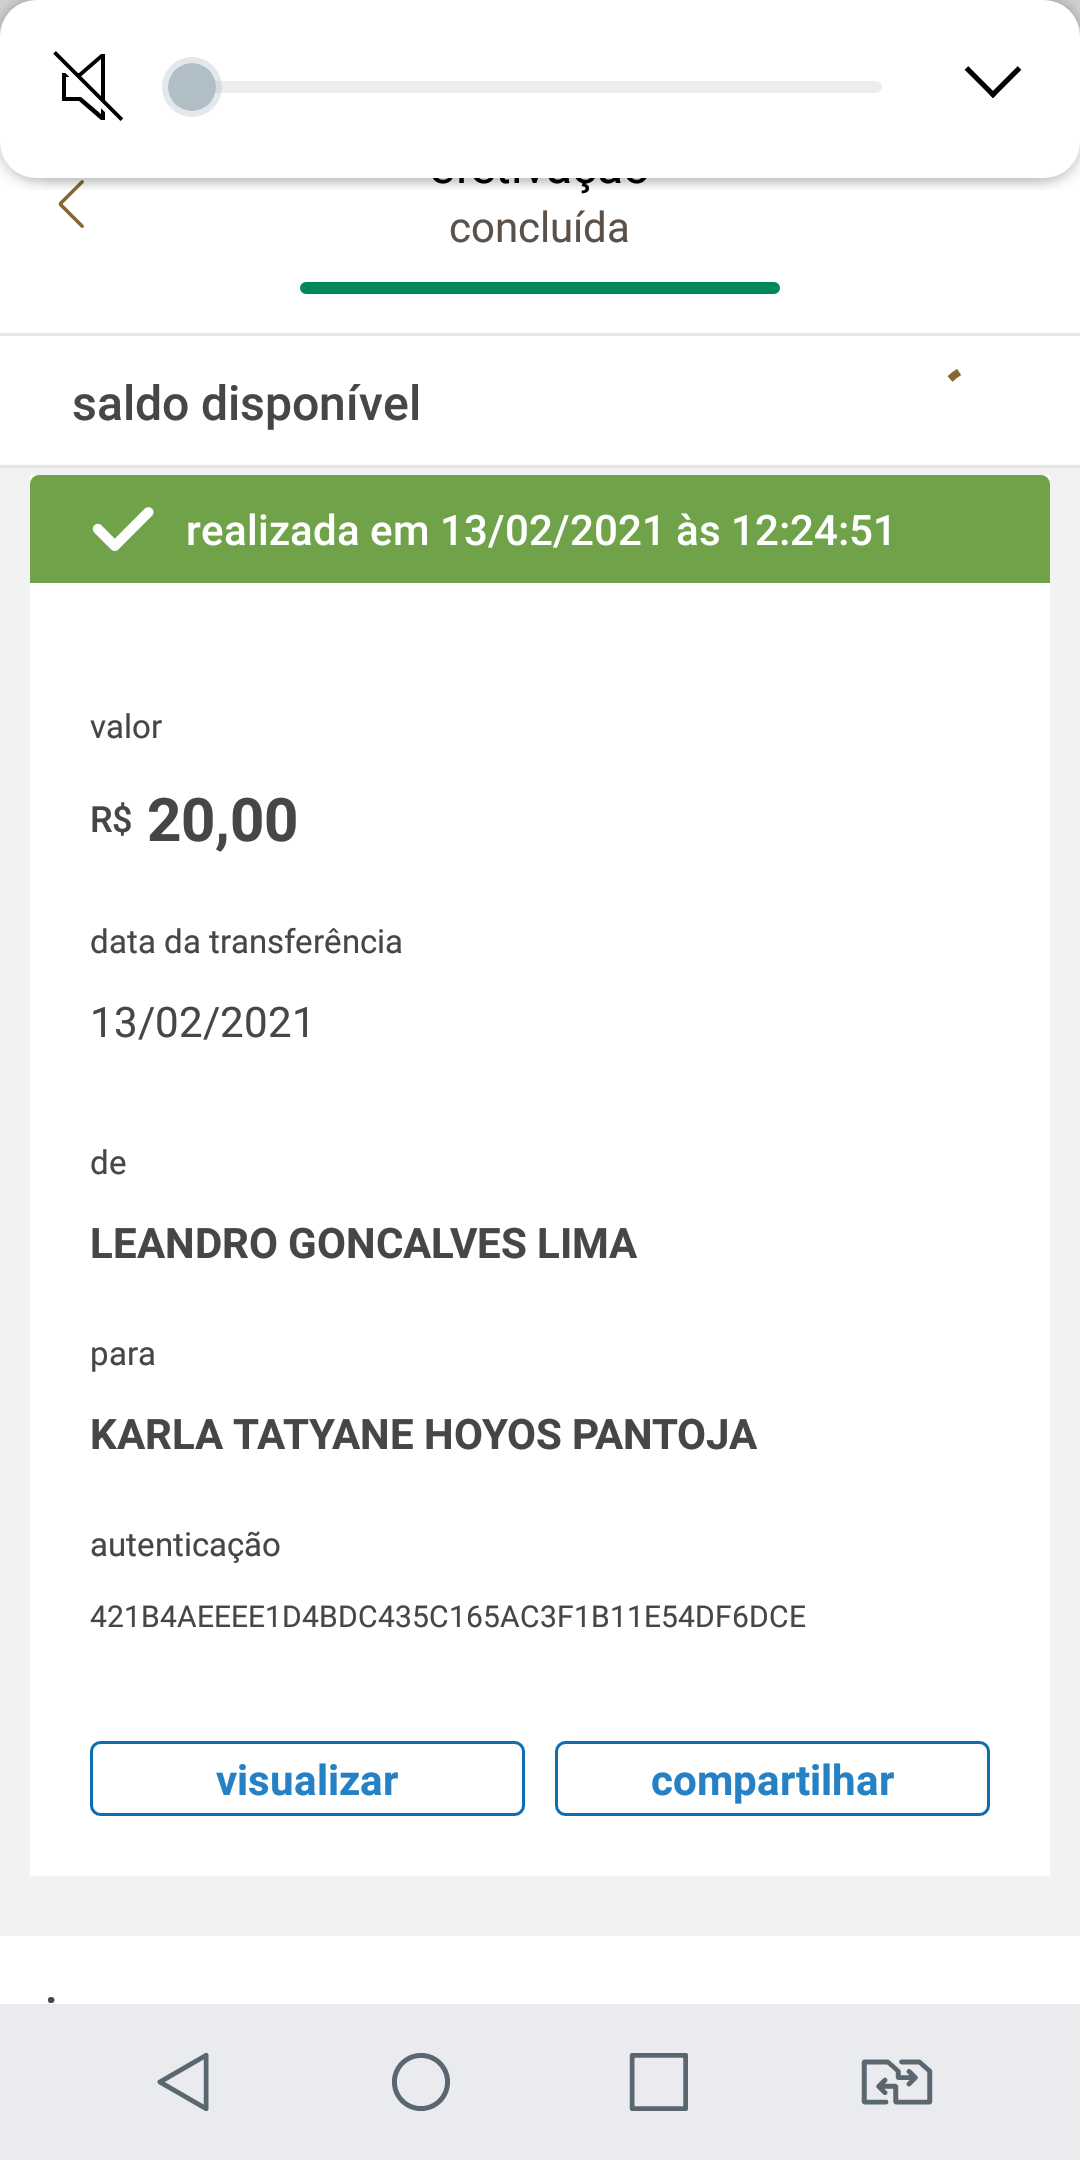 concluída
saldo disponível
realizada em 13/02/2021 às 12:24:51
valor
R$ 20,00
data da transferência
13/02/2021
de
LEANDRO GONCALVES LIMA
para
KARLA TATYANE HOYOS PANTOJA
autenticação
421B4AEEEE1D4BDC435C165AC3F1B11E54DF6DCE
visualizar
compartilhar